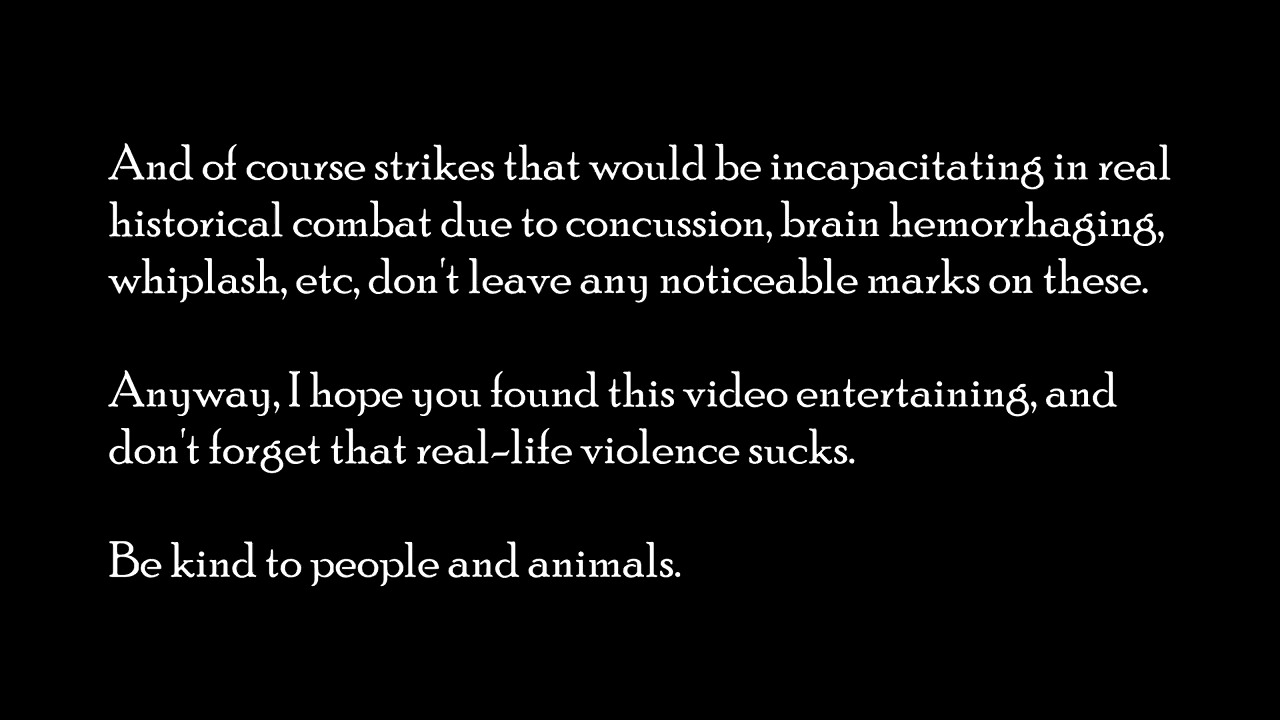 And of course strikes that would be incapacitating in real
historical combat due to concussion, brain hemorrhaging,
whiplash, etc, don't leave any noticeable marks on these.
Anyway, I hope you found this video entertaining, and
don't forget that real-life violence sucks.
Be kind to people and animals.